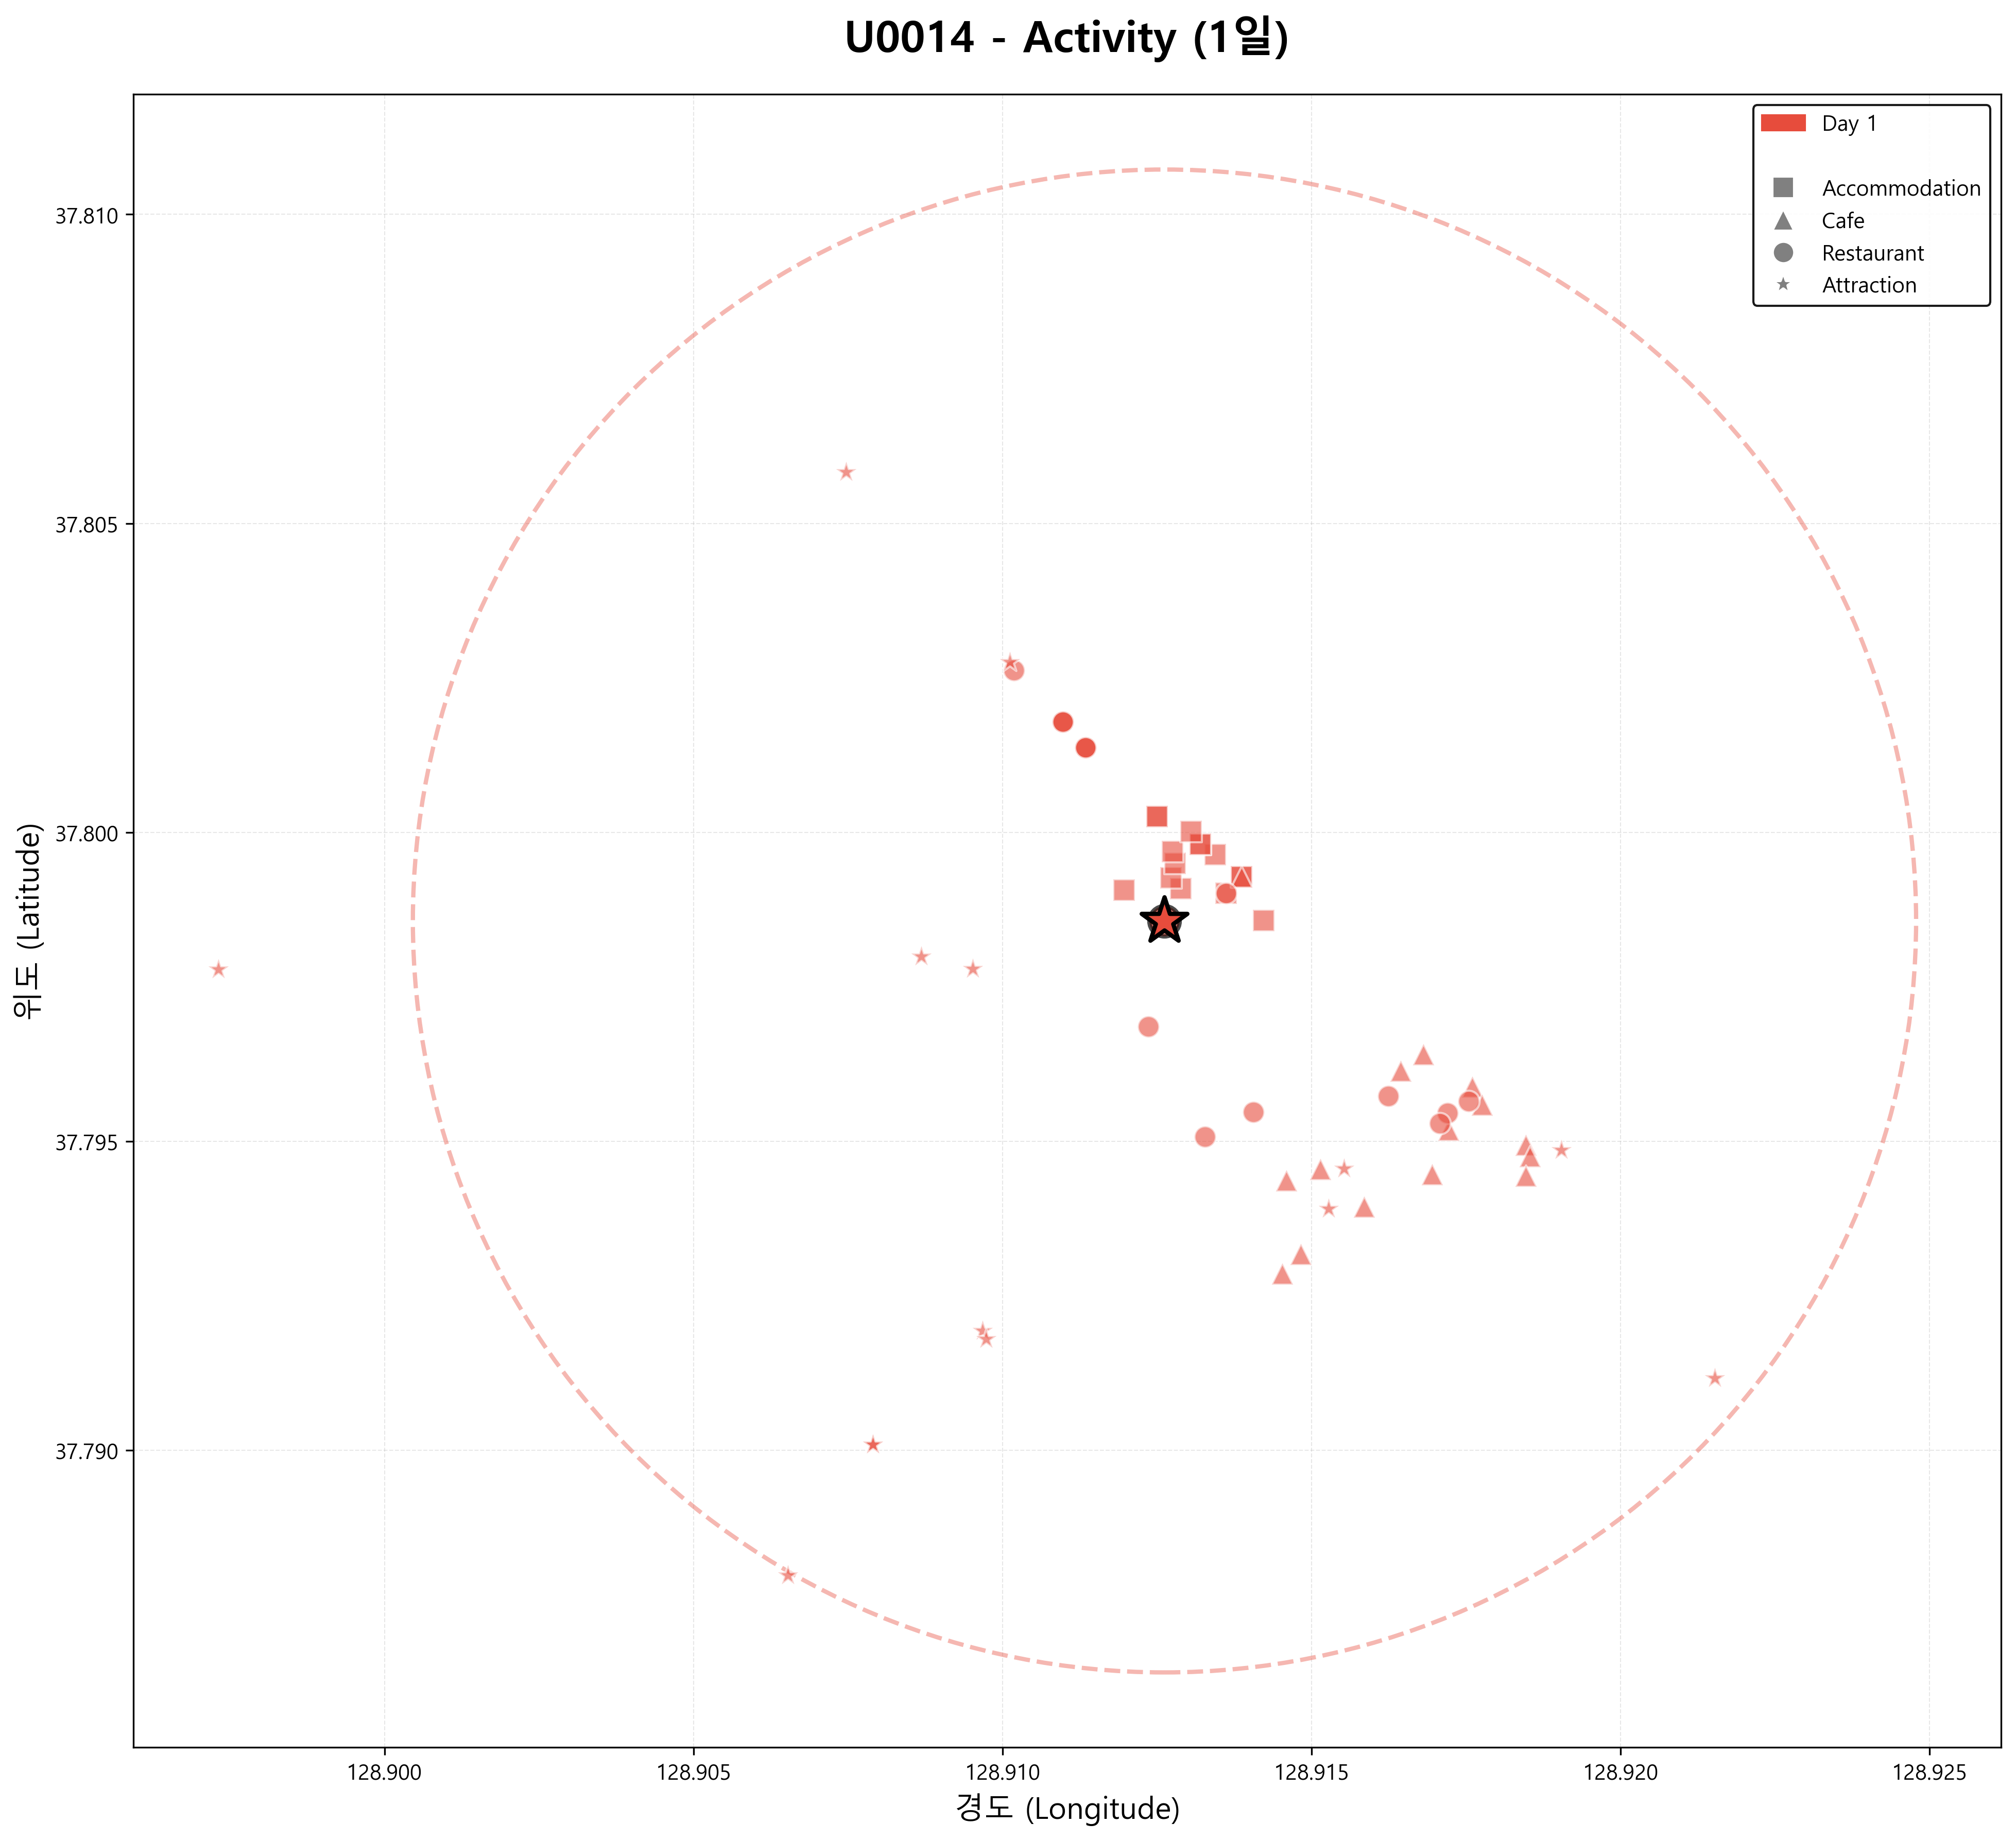 U0014 - Activity (1일)
Day 1
Accommodation
Cafe
Restaurant
Attraction
위도 (Latitude)
37.810
37.805
37.800
37.795
37.790
128.900
128.905
128.910
128.915
128.920
128.925
경도 (Longitude)